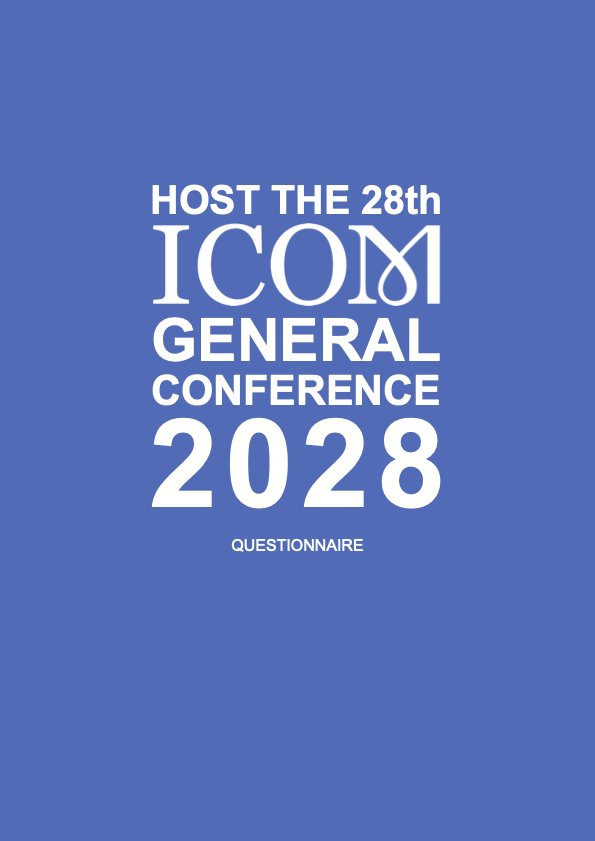 HOST THE 28th
ICOM
GENERAL
CONFERENCE
2028
QUESTIONNAIRE